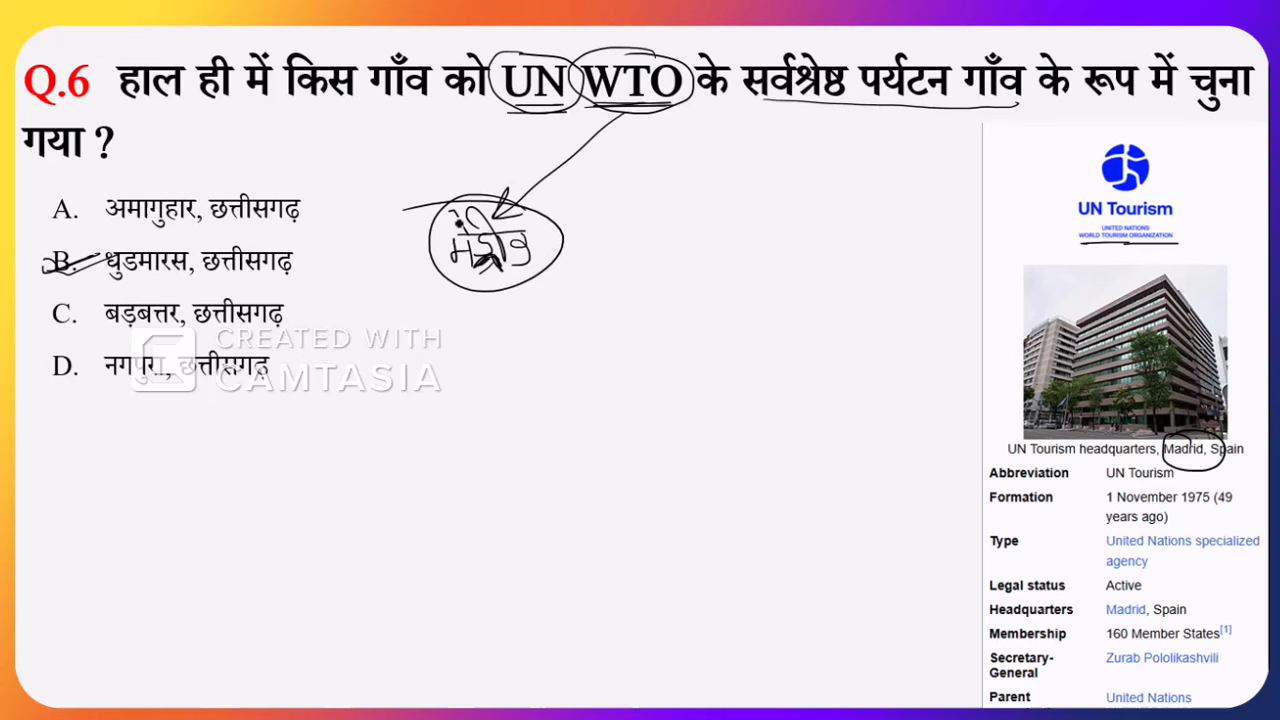 Q.6 हाल ही में किस गाँव को UNWTO के सर्वश्रेष्ठ पर्यटन गाँव के रूप में चुना
गया ?
A. अमागुहार, छत्तीसगढ़
B. धुडमारस, छत्तीसगढ़
C. बड़बत्तर, छत्तीसगढ़
D. नगपुरा, छत्तीसगढ़
CREATED WITH
CAMTASIA
UN Tourism
UNITED NATIONS
WORLD TOURISM ORGANIZATION
UN Tourism headquarters, Madrid, Spain
Abbreviation UN Tourism
Formation 1 November 1975 (49
years ago)
Type United Nations specialized
agency
Legal status Active
Headquarters Madrid, Spain
Membership 160 Member States[1]
Secretary-
General Zurab Pololikashvili
Parent United Nations